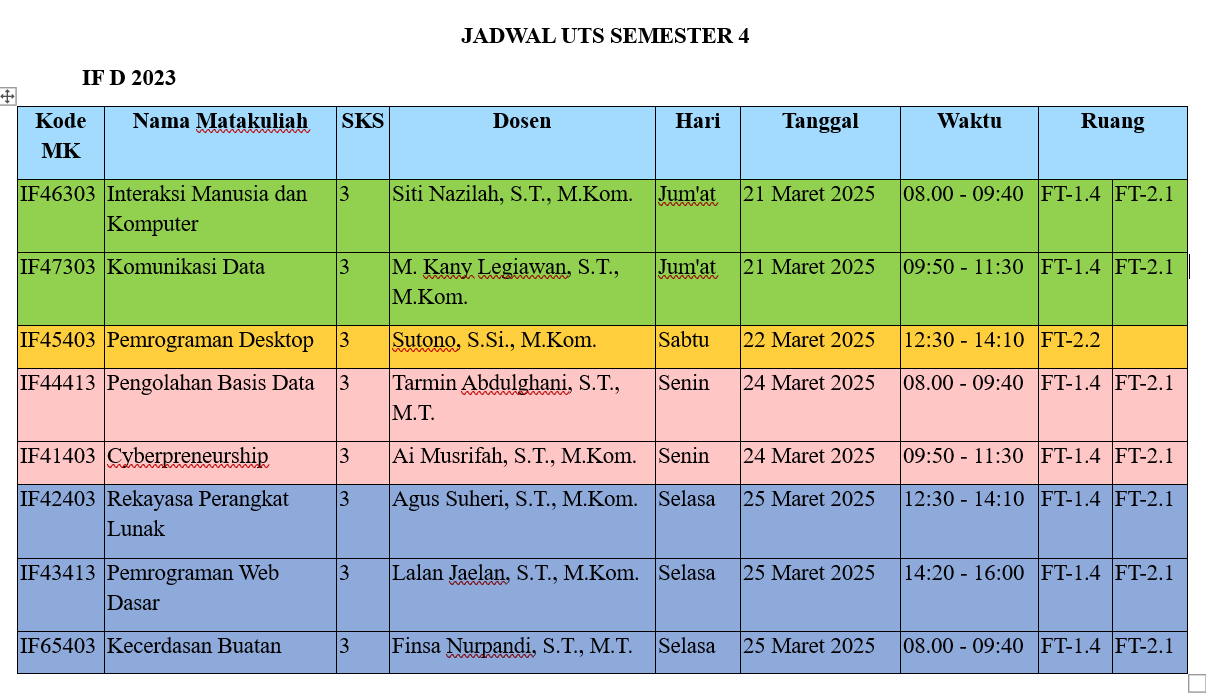 JADWAL UTS SEMESTER 4
IF D 2023
Kode MK Nama Matakuliah SKS Dosen Hari Tanggal Waktu Ruang
IF46303 Interaksi Manusia dan Komputer 3 Siti Nazilah, S.T., M.Kom. Jum'at 21 Maret 2025 08.00 - 09:40 FT-1.4 FT-2.1
IF47303 Komunikasi Data 3 M. Kany Legiawan, S.T., M.Kom. Jum'at 21 Maret 2025 09:50 - 11:30 FT-1.4 FT-2.1
IF45403 Pemrograman Desktop 3 Sutono, S.Si., M.Kom. Sabtu 22 Maret 2025 12:30 - 14:10 FT-2.2
IF44413 Pengolahan Basis Data 3 Tarmin Abdulghani, S.T., M.T. Senin 24 Maret 2025 08.00 - 09:40 FT-1.4 FT-2.1
IF41403 Cyberpreneurship 3 Ai Musrifah, S.T., M.Kom. Senin 24 Maret 2025 09:50 - 11:30 FT-1.4 FT-2.1
IF42403 Rekayasa Perangkat Lunak 3 Agus Suheri, S.T., M.Kom. Selasa 25 Maret 2025 12:30 - 14:10 FT-1.4 FT-2.1
IF43413 Pemrograman Web Dasar 3 Lalan Jaelan, S.T., M.Kom. Selasa 25 Maret 2025 14:20 - 16:00 FT-1.4 FT-2.1
IF65403 Kecerdasan Buatan 3 Finsa Nurpandi, S.T., M.T. Selasa 25 Maret 2025 08.00 - 09:40 FT-1.4 FT-2.1